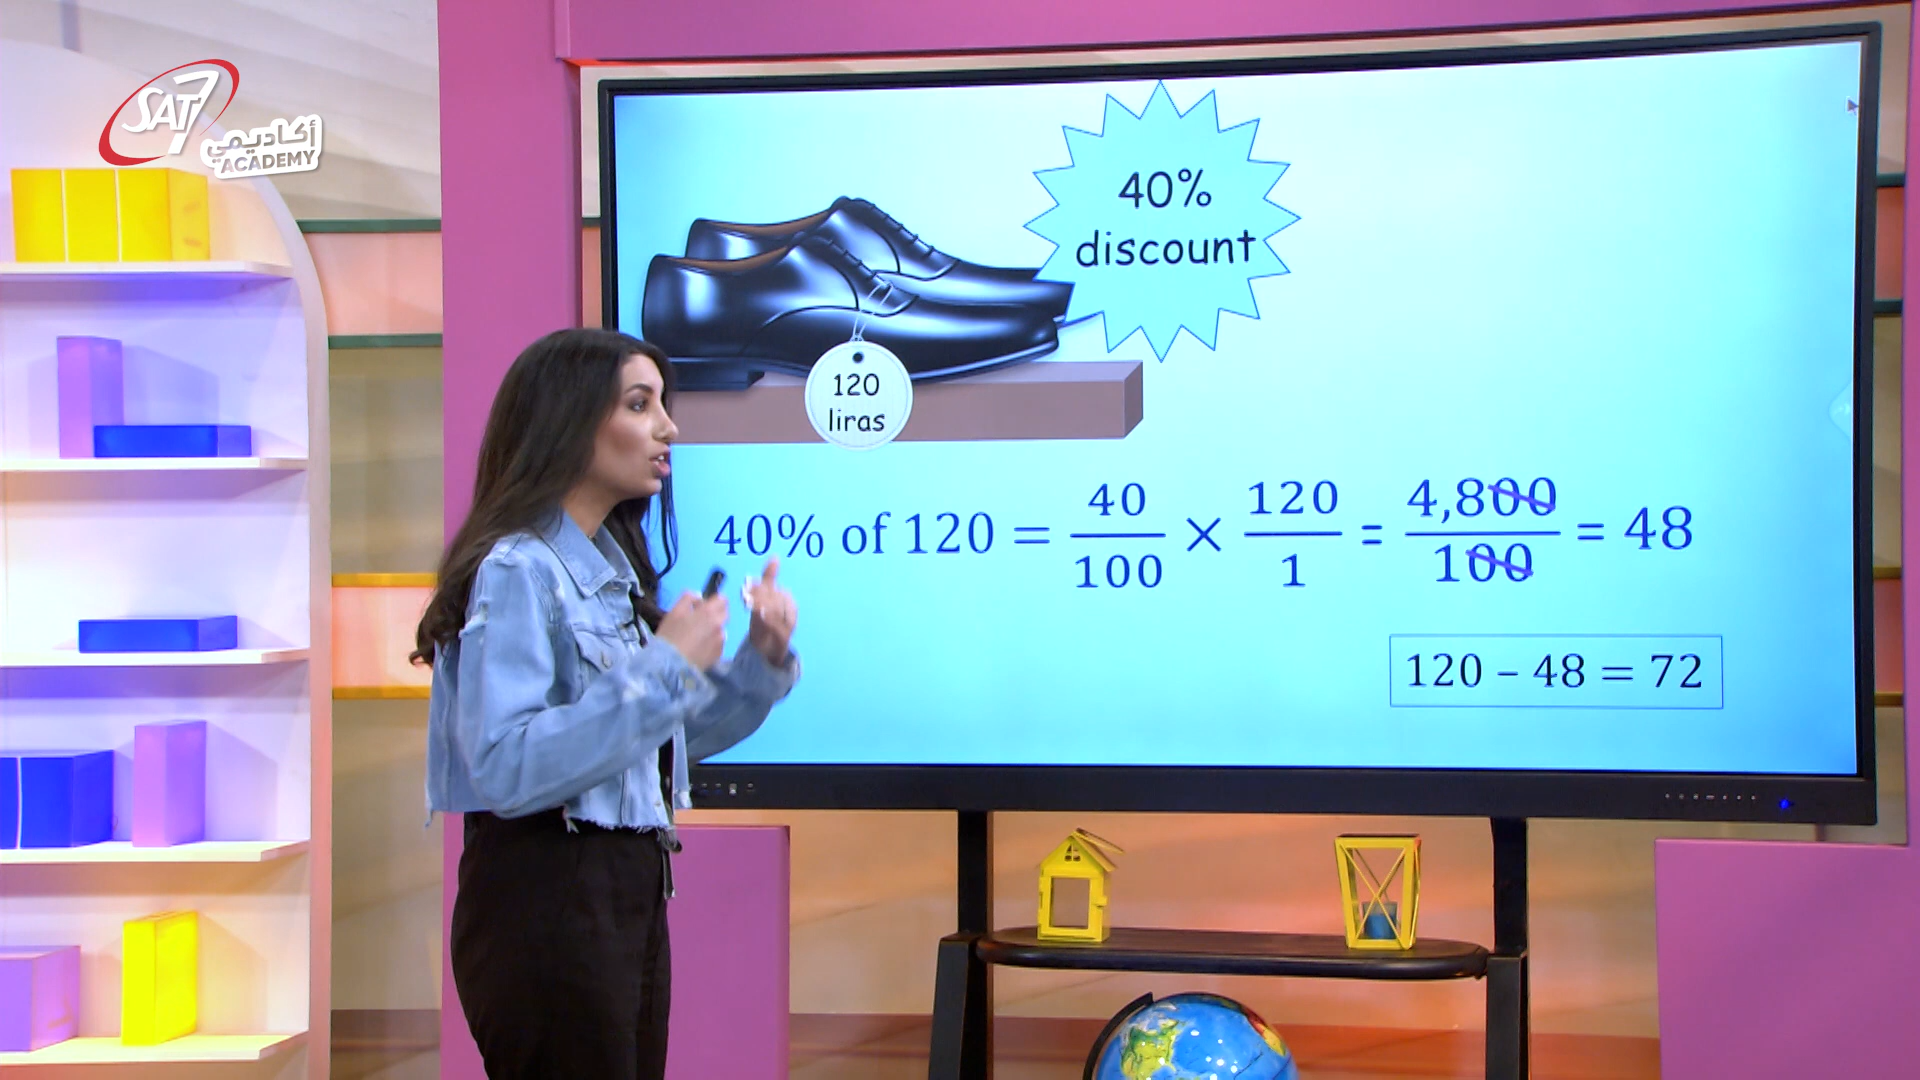 SAT7
أكاديمي
ACADEMY
40%
discount
120
liras
40% of 120 = 40/100 × 120/1 = 4,800/100 = 48
120 – 48 = 72